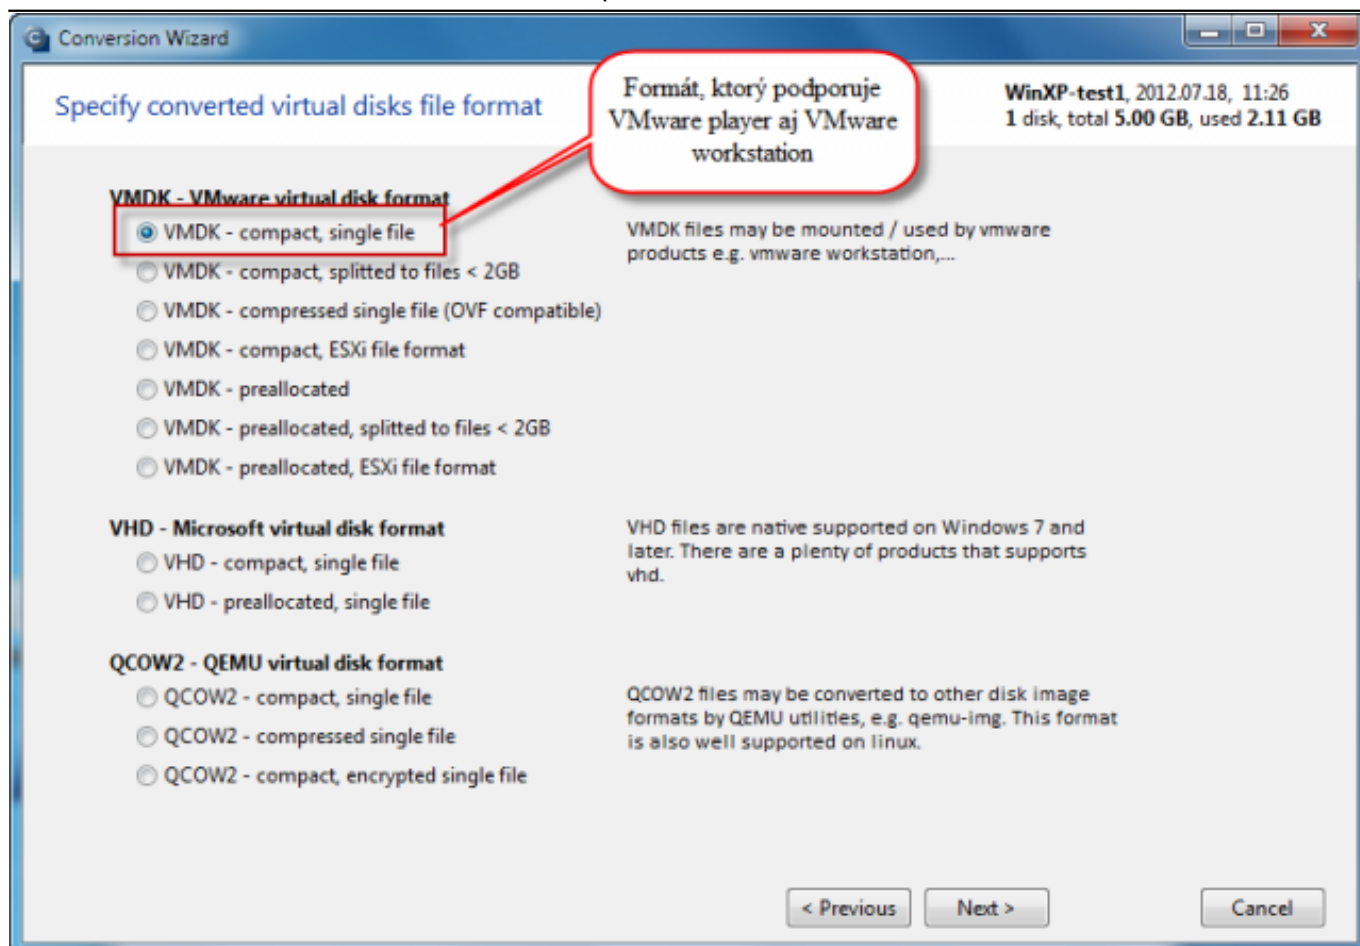 Conversion Wizard
Specify converted virtual disks file format
Formát, ktorý podporuje
VMware player aj VMware
workstation
WinXP-test1, 2012.07.18, 11:26
1 disk, total 5.00 GB, used 2.11 GB
VMDK - VMware virtual disk format
VMDK - compact, single file
VMDK - compact, splitted to files < 2GB
VMDK - compressed single file (OVF compatible)
VMDK - compact, ESXi file format
VMDK - preallocated
VMDK - preallocated, splitted to files < 2GB
VMDK - preallocated, ESXi file format
VMDK files may be mounted / used by vmware
products e.g. vmware workstation,...
VHD - Microsoft virtual disk format
VHD - compact, single file
VHD - preallocated, single file
VHD files are native supported on Windows 7 and
later. There are a plenty of products that supports
vhd.
QCOW2 - QEMU virtual disk format
QCOW2 - compact, single file
QCOW2 - compressed single file
QCOW2 - compact, encrypted single file
QCOW2 files may be converted to other disk image
formats by QEMU utilities, e.g. qemu-img. This format
is also well supported on linux.
< Previous
Next >
Cancel